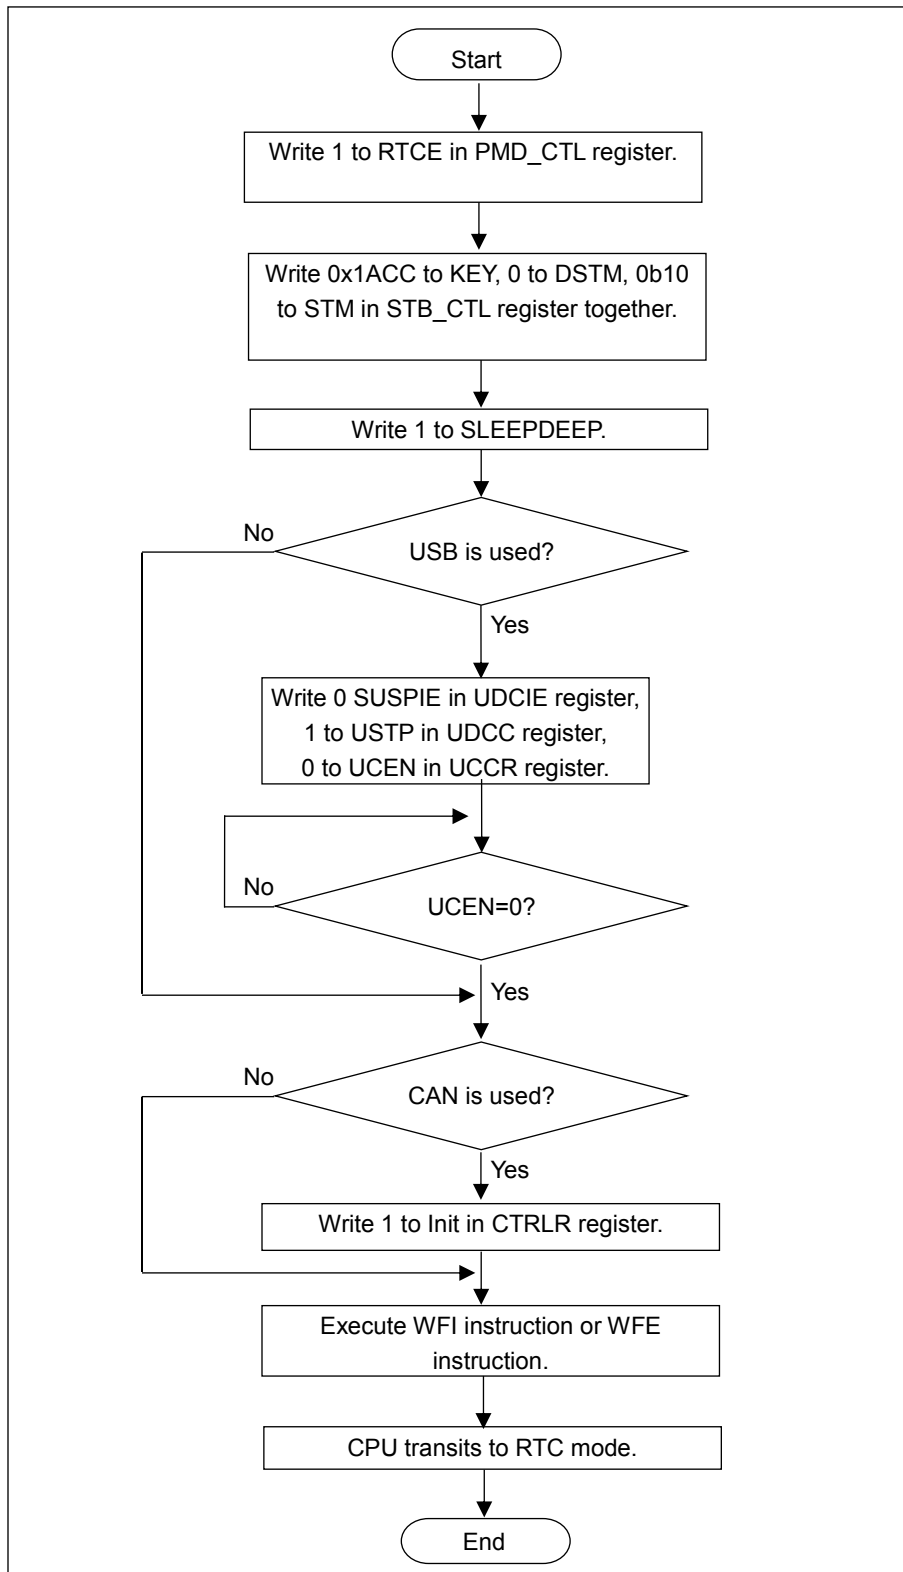 Start
Write 1 to RTCE in PMD_CTL register.
Write 0x1ACC to KEY, 0 to DSTM, 0b10
to STM in STB_CTL register together.
Write 1 to SLEEPDEEP.
No
USB is used?
Yes
Write 0 SUSPIE in UDCIE register,
1 to USTP in UDCC register,
0 to UCEN in UCCR register.
No
UCEN=0?
Yes
No
CAN is used?
Yes
Write 1 to Init in CTRLR register.
Execute WFI instruction or WFE
instruction.
CPU transits to RTC mode.
End